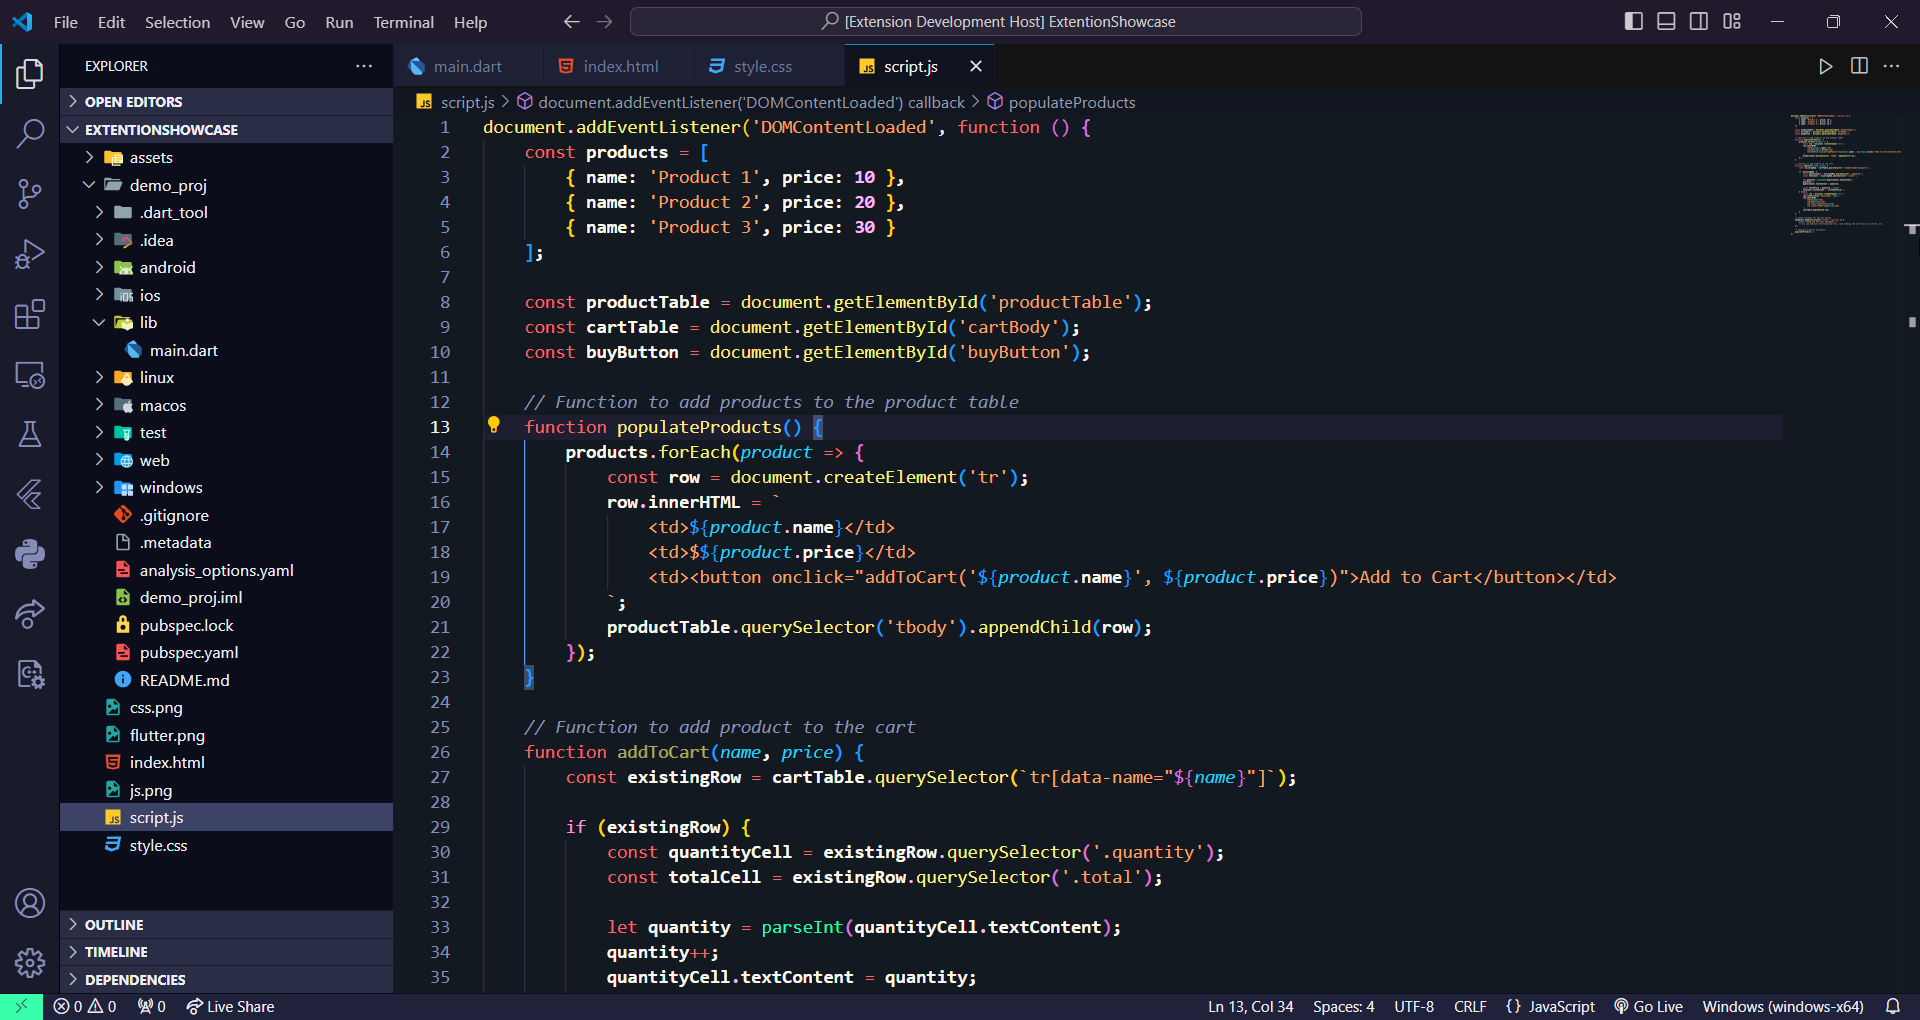 File Edit Selection View Go Run Terminal Help
[Extension Development Host] ExtentionShowcase
EXPLORER
OPEN EDITORS
EXTENTIONSHOWCASE
assets
demo_proj
.dart_tool
.idea
android
ios
lib
main.dart
linux
macos
test
web
windows
.gitignore
.metadata
analysis_options.yaml
demo_proj.iml
pubspec.lock
pubspec.yaml
README.md
css.png
flutter.png
index.html
js.png
script.js
style.css
OUTLINE
TIMELINE
DEPENDENCIES
main.dart index.html style.css script.js
script.js > document.addEventListener('DOMContentLoaded') callback > populateProducts
1 document.addEventListener('DOMContentLoaded', function () {
2 const products = [
3 { name: 'Product 1', price: 10 },
4 { name: 'Product 2', price: 20 },
5 { name: 'Product 3', price: 30 }
6 ];
7
8 const productTable = document.getElementById('productTable');
9 const cartTable = document.getElementById('cartBody');
10 const buyButton = document.getElementById('buyButton');
11
12 // Function to add products to the product table
13 function populateProducts() {
14 products.forEach(product => {
15 const row = document.createElement('tr');
16 row.innerHTML = `
17 <td>${product.name}</td>
18 <td>$${product.price}</td>
19 <td><button onclick="addToCart('${product.name}', ${product.price})">Add to Cart</button></td>
20 `;
21 productTable.querySelector('tbody').appendChild(row);
22 });
23 }
24
25 // Function to add product to the cart
26 function addToCart(name, price) {
27 const existingRow = cartTable.querySelector(`tr[data-name="${name}"]`);
28
29 if (existingRow) {
30 const quantityCell = existingRow.querySelector('.quantity');
31 const totalCell = existingRow.querySelector('.total');
32
33 let quantity = parseInt(quantityCell.textContent);
34 quantity++;
35 quantityCell.textContent = quantity;
0 0 0 Live Share
Ln 13, Col 34 Spaces: 4 UTF-8 CRLF {} JavaScript Go Live Windows (windows-x64)